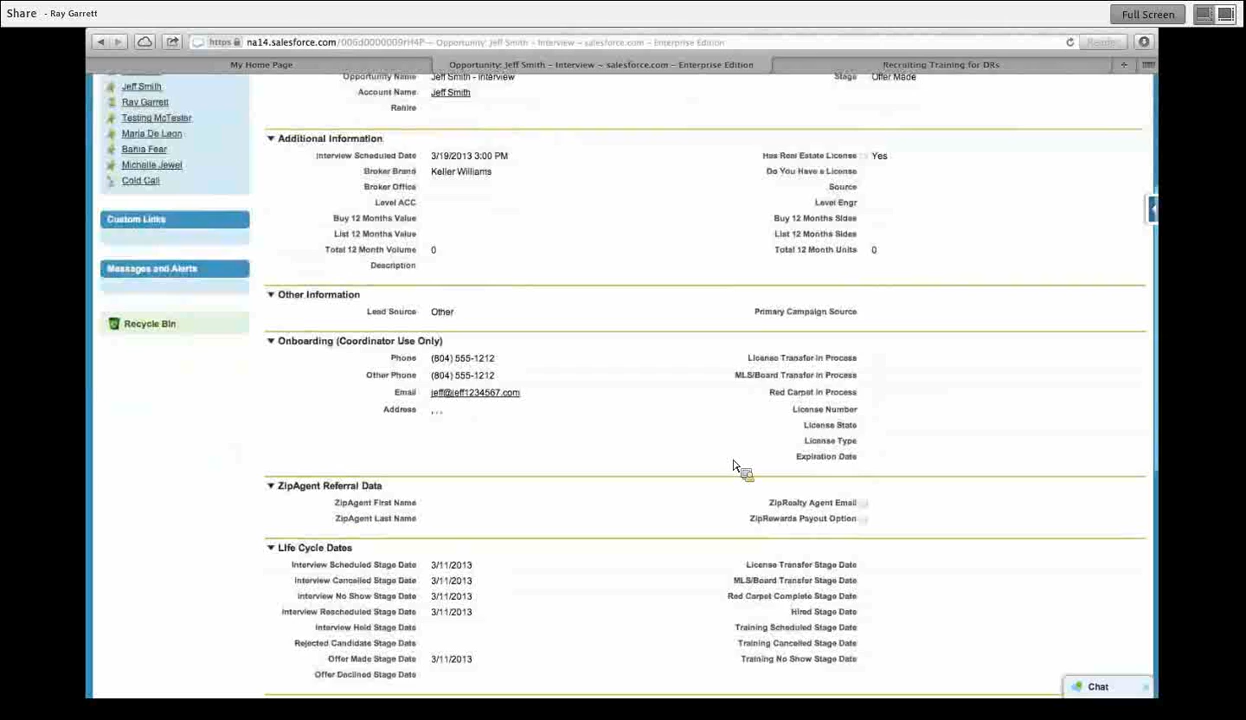 Share - Ray Garrett Full Screen
https na14.salesforce.com Opportunity: Jeff Smith – Interview – salesforce.com – Enterprise Edition
My Home Page Opportunity: Jeff Smith – Interview – salesforce.com – Enterprise Edition Recruiting Training for DRs +
Opportunity Name Jeff Smith - Interview Stage Offer Made
Jeff Smith
Account Name Jeff Smith
Ray Garrett
Rehire
Testing McTester
Maria De Leon
Additional Information
Bahia Fear
Interview Scheduled Date 3/19/2013 3:00 PM Has Real Estate License Yes
Michelle Jewel
Broker Brand Keller Williams Do You Have a License
Cold Call
Broker Office Source
Level ACC Level Engr
Custom Links
Buy 12 Months Value Buy 12 Months Sides
List 12 Months Value List 12 Months Sides
Total 12 Month Volume 0 Total 12 Month Units 0
Messages and Alerts
Description
Other Information
Lead Source Other Primary Campaign Source
Recycle Bin
Onboarding (Coordinator Use Only)
Phone (804) 555-1212 License Transfer in Process
Other Phone (804) 555-1212 MLS/Board Transfer in Process
Email jeff@jeff1234567.com Red Carpet in Process
Address , , , License Number
License State
License Type
Expiration Date
ZipAgent Referral Data
ZipAgent First Name ZipRealty Agent Email
ZipAgent Last Name ZipRewards Payout Option
Life Cycle Dates
Interview Scheduled Stage Date 3/11/2013 License Transfer Stage Date
Interview Cancelled Stage Date 3/11/2013 MLS/Board Transfer Stage Date
Interview No Show Stage Date 3/11/2013 Red Carpet Complete Stage Date
Interview Rescheduled Stage Date 3/11/2013 Hired Stage Date
Interview Held Stage Date Training Scheduled Stage Date
Rejected Candidate Stage Date Training Cancelled Stage Date
Offer Made Stage Date 3/11/2013 Training No Show Stage Date
Offer Declined Stage Date
Chat